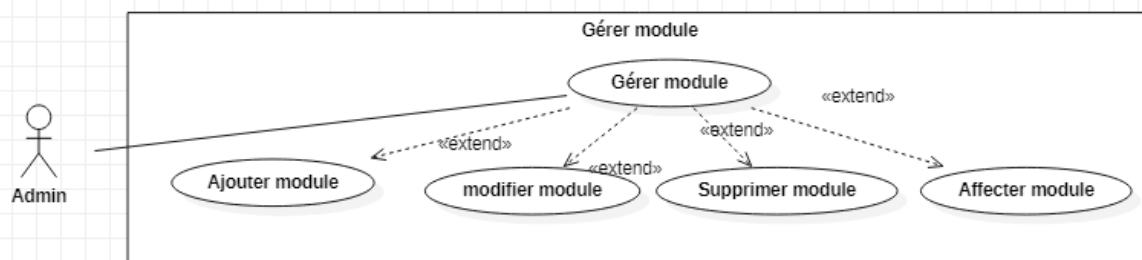 Gérer module
Gérer module
«extend»
«extend»
«extend»
«extend»
Ajouter module
modifier module
Supprimer module
Affecter module
Admin